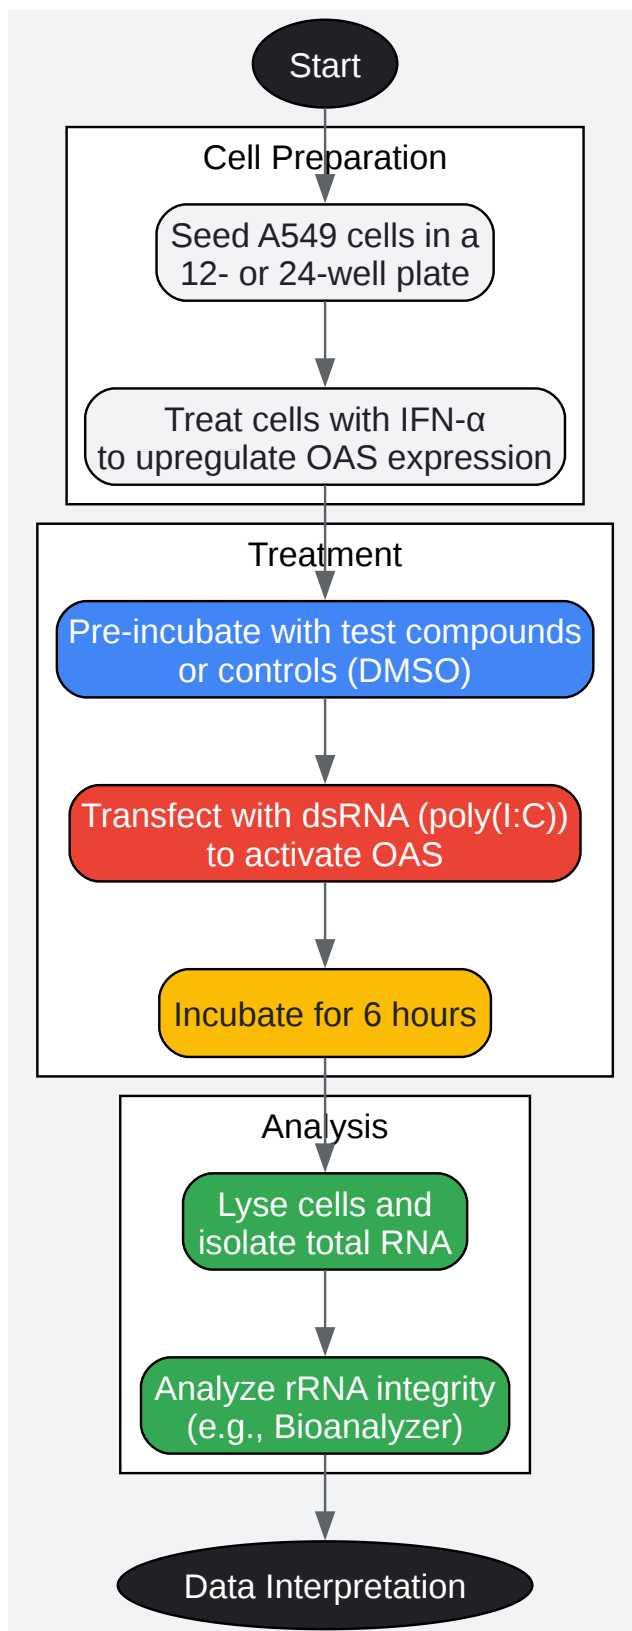 Start
Cell Preparation
Seed A549 cells in a
12- or 24-well plate
Treat cells with IFN-α
to upregulate OAS expression
Treatment
Pre-incubate with test compounds
or controls (DMSO)
Transfect with dsRNA (poly(I:C))
to activate OAS
Incubate for 6 hours
Analysis
Lyse cells and
isolate total RNA
Analyze rRNA integrity
(e.g., Bioanalyzer)
Data Interpretation